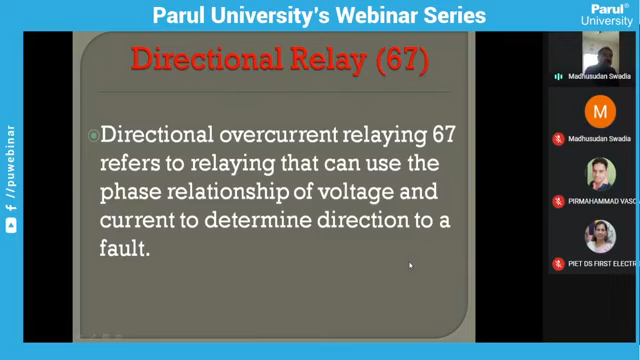 Parul University's Webinar Series
Parul®
University
f //puwebinar
Directional Relay (67)
Directional overcurrent relaying 67
refers to relaying that can use the
phase relationship of voltage and
current to determine direction to a
fault.
Madhusudan Swadia
M
Madhusudan Swadia
PIRMAHAMMAD VASO
PIET DS FIRST ELECTR